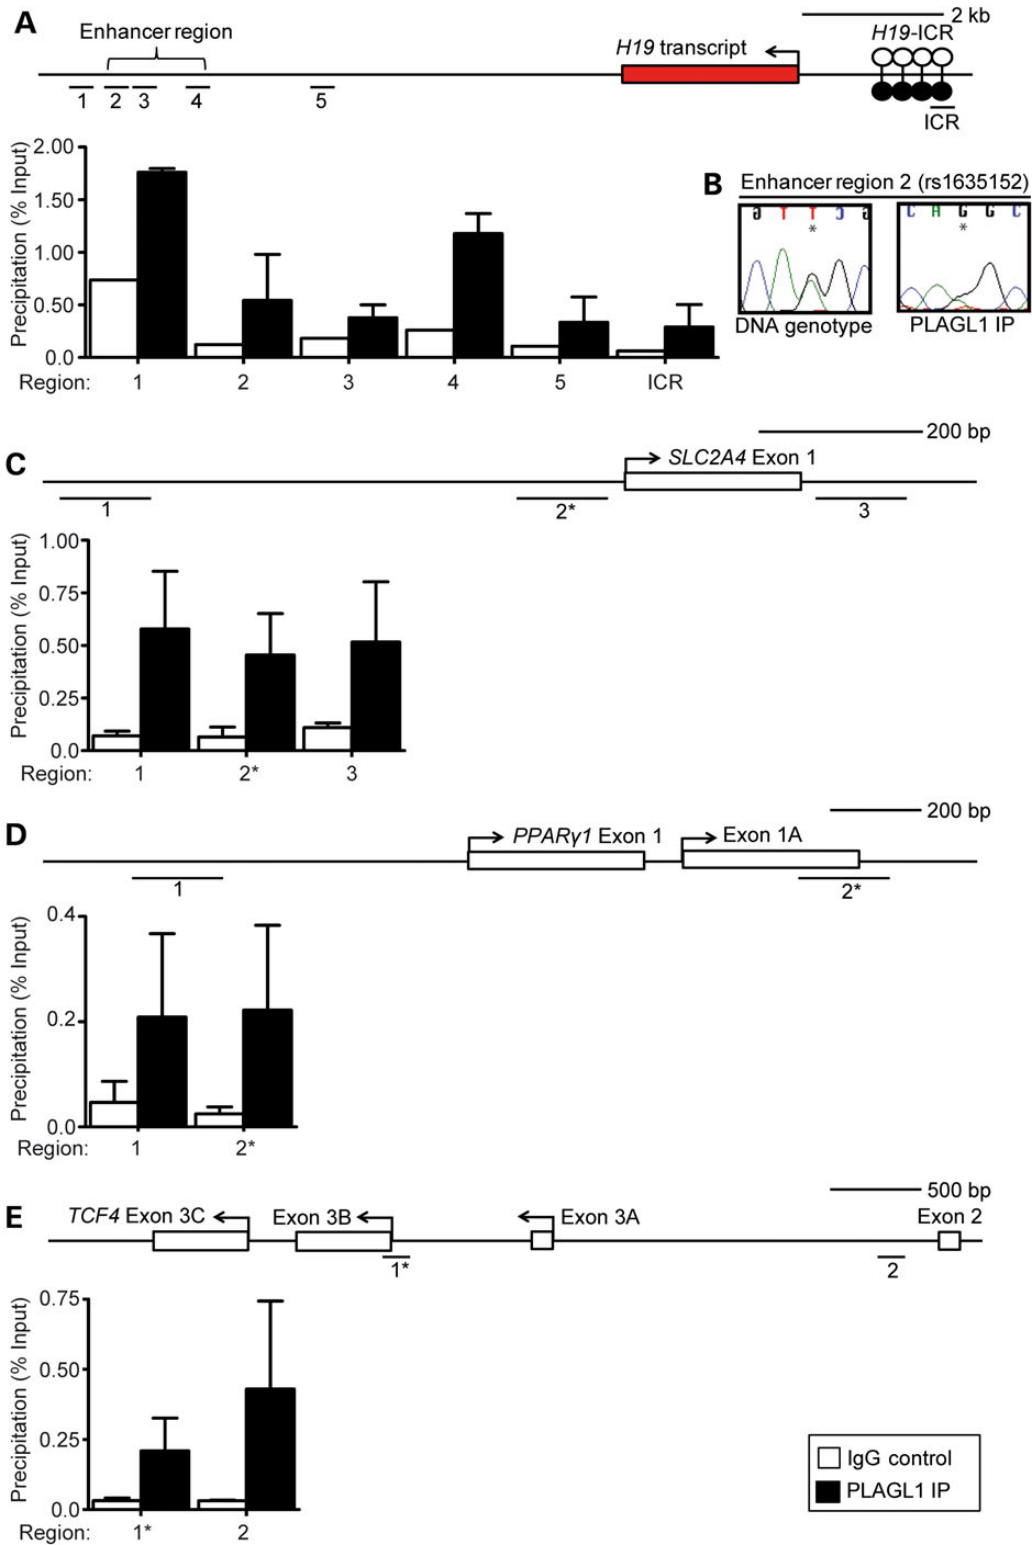 A
2 kb
Enhancer region
H19 transcript
H19-ICR
1 2 3 4 5
ICR
Precipitation (% Input)
2.00
1.50
1.00
0.50
0.0
Region: 1 2 3 4 5 ICR
B
Enhancer region 2 (rs1635152)
C A G G C
*
*
DNA genotype
PLAGL1 IP
C
200 bp
SLC2A4 Exon 1
1 2* 3
Precipitation (% Input)
1.00
0.75
0.50
0.25
0.0
Region: 1 2* 3
D
200 bp
PPARγ1 Exon 1
Exon 1A
1 2*
Precipitation (% Input)
0.4
0.2
0.0
Region: 1 2*
E
500 bp
TCF4 Exon 3C
Exon 3B
Exon 3A
Exon 2
1* 2
Precipitation (% Input)
0.75
0.50
0.25
0.0
Region: 1* 2
IgG control
PLAGL1 IP